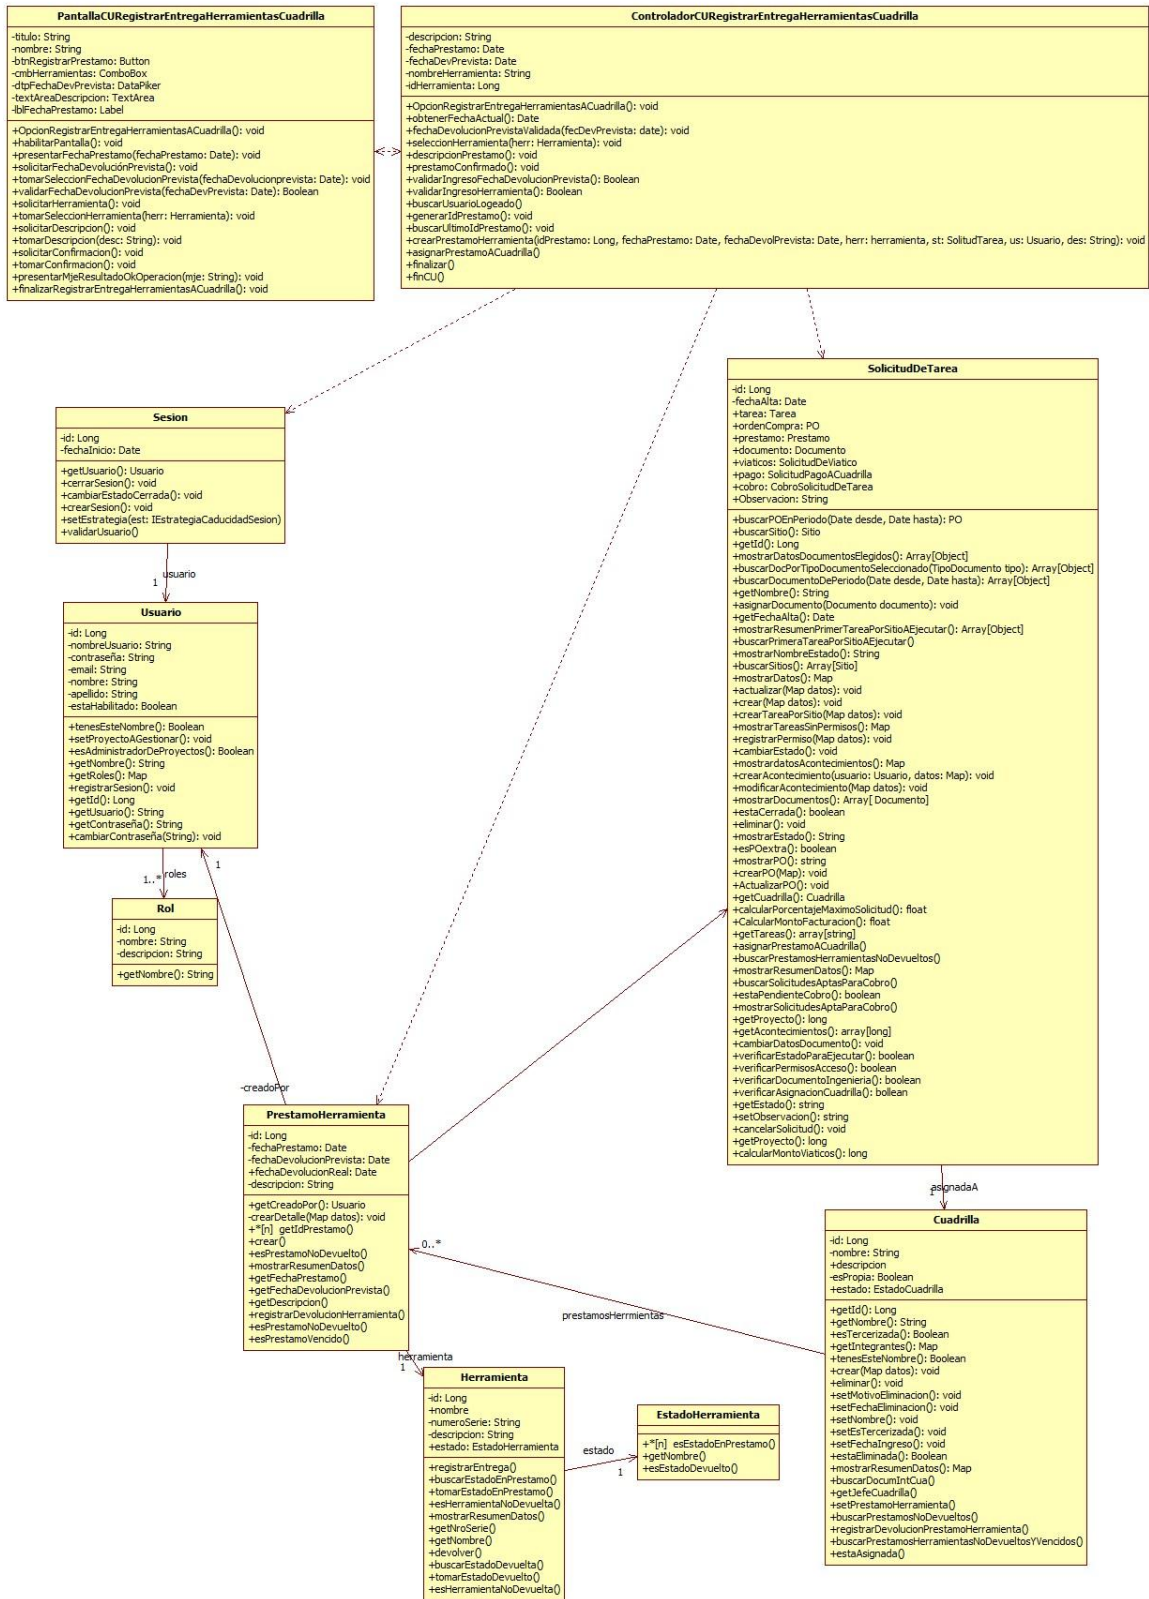 PantallaCURegistrarEntregaHerramientasCuadrilla
-titulo: String
-nombre: String
-btnRegistrarPrestamo: Button
-cmbHerramientas: ComboBox
-dtpFechaDevPrevista: DataPiker
-textAreaDescripcion: TextArea
-lblFechaPrestamo: Label
+OpcionRegistrarEntregaHerramientasACuadrilla(): void
+habilitarPantalla(): void
+presentarFechaPrestamo(fechaPrestamo: Date): void
+solicitarFechaDevoluciónPrevista(): void
+tomarSeleccionFechaDevolucionPrevista(fechaDevolucionprevista: Date): void
+validarFechaDevolucionPrevista(fechaDevPrevista: Date): Boolean
+solicitarHerramienta(): void
+tomarSeleccionHerramienta(herr: Herramienta): void
+solicitarDescripcion(): void
+tomarDescripcion(desc: String): void
+solicitarConfirmacion(): void
+tomarConfirmacion(): void
+presentarMjeResultadoOkOperacion(mje: String): void
+finalizarRegistrarEntregaHerramientasACuadrilla(): void
ControladorCURegistrarEntregaHerramientasCuadrilla
-descripcion: String
-fechaPrestamo: Date
-fechaDevPrevista: Date
-nombreHerramienta: String
-idHerramienta: Long
+OpcionRegistrarEntregaHerramientasACuadrilla(): void
+obtenerFechaActual(): Date
+fechaDevolucionPrevistaValidada(fecDevPrevista: date): void
+seleccionHerramienta(herr: Herramienta): void
+descripcionPrestamo(): void
+prestamoConfirmado(): void
+validarIngresoFechaDevolucionPrevista(): Boolean
+validarIngresoHerramienta(): Boolean
+buscarUsuarioLogeado()
+generarIdPrestamo(): void
+buscarUltimoIdPrestamo(): void
+crearPrestamoHerramienta(idPrestamo: Long, fechaPrestamo: Date, fechaDevolPrevista: Date, herr: herramienta, st: SolitudTarea, us: Usuario, des: String): void
+asignarPrestamoACuadrilla()
+finalizar()
+finCU()
SolicitudDeTarea
-id: Long
-fechaAlta: Date
+tarea: Tarea
+ordenCompra: PO
+prestamo: Prestamo
+documento: Documento
+viaticos: SolicitudDeViatico
+pago: SolicitudPagoACuadrilla
+cobro: CobroSolicitudDeTarea
+Observacion: String
+buscarPOEnPeriodo(Date desde, Date hasta): PO
+buscarSitio(): Sitio
+getId(): Long
+mostrarDatosDocumentosElegidos(): Array[Object]
+buscarDocPorTipoDocumentoSeleccionado(TipoDocumento tipo): Array[Object]
+buscarDocumentoDePeriodo(Date desde, Date hasta): Array[Object]
+getNombre(): String
+asignarDocumento(Documento documento): void
+getFechaAlta(): Date
+mostrarResumenPrimerTareaPorSitioAEjecutar(): Array[Object]
+buscarPrimeraTareaPorSitioAEjecutar()
+mostrarNombreEstado(): String
+buscarSitios(): Array[Sitio]
+mostrarDatos(): Map
+actualizar(Map datos): void
+crear(Map datos): void
+crearTareaPorSitio(Map datos): void
+mostrarTareasSinPermisos(): Map
+registrarPermiso(Map datos): void
+cambiarEstado(): void
+mostrardatosAcontecimientos(): Map
+crearAcontecimiento(usuario: Usuario, datos: Map): void
+modificarAcontecimiento(Map datos): void
+mostrarDocumentos(): Array[ Documento]
+estaCerrada(): boolean
+eliminar(): void
+mostrarEstado(): String
+esPOextra(): boolean
+mostrarPO(): string
+crearPO(Map): void
+ActualizarPO(): void
+getCuadrilla(): Cuadrilla
+calcularPorcentajeMaximoSolicitud(): float
+CalcularMontoFacturacion(): float
+getTareas(): array[string]
+asignarPrestamoACuadrilla()
+buscarPrestamosHerramientasNoDevueltos()
+mostrarResumenDatos(): Map
+buscarSolicitudesAptasParaCobro()
+estaPendienteCobro(): boolean
+mostrarSolicitudesAptaParaCobro()
+getProyecto(): long
+getAcontecimientos(): array[long]
+cambiarDatosDocumento(): void
+verificarEstadoParaEjecutar(): boolean
+verificarPermisosAcceso(): boolean
+verificarDocumentoIngenieria(): boolean
+verificarAsignacionCuadrilla(): bollean
+getEstado(): string
+setObservacion(): string
+cancelarSolicitud(): void
+getProyecto(): long
+calcularMontoViaticos(): long
Sesion
-id: Long
-fechaInicio: Date
+getUsuario(): Usuario
+cerrarSesion(): void
+cambiarEstadoCerrada(): void
+crearSesion(): void
+setEstrategia(est: IEstrategiaCaducidadSesion)
+validarUsuario()
usuario
1
Usuario
-id: Long
-nombreUsuario: String
-contraseña: String
-email: String
-nombre: String
-apellido: String
-estaHabilitado: Boolean
+tenesEsteNombre(): Boolean
+setProyectoAGestionar(): void
+esAdministradorDeProyectos(): Boolean
+getNombre(): String
+getRoles(): Map
+registrarSesion(): void
+getId(): Long
+getUsuario(): String
+getContraseña(): String
+cambiarContraseña(String): void
1
roles
1..*
Rol
-id: Long
-nombre: String
-descripcion: String
+getNombre(): String
-creadoPor
PrestamoHerramienta
-id: Long
-fechaPrestamo: Date
-fechaDevolucionPrevista: Date
+fechaDevolucionReal: Date
-descripcion: String
+getCreadoPor(): Usuario
-crearDetalle(Map datos): void
+*[n] getIdPrestamo()
+crear()
+esPrestamoNoDevuelto()
+mostrarResumenDatos()
+getFechaPrestamo()
+getFechaDevolucionPrevista()
+getDescripcion()
+registrarDevolucionHerramienta()
+esPrestamoNoDevuelto()
+esPrestamoVencido()
0..*
prestamosHerrmientas
asignadaA
1
Cuadrilla
-id: Long
-nombre: String
+descripcion
-esPropia: Boolean
+estado: EstadoCuadrilla
+getId(): Long
+getNombre(): String
+esTercerizada(): Boolean
+getIntegrantes(): Map
+tenesEsteNombre(): Boolean
+crear(Map datos): void
+eliminar(): void
+setMotivoEliminacion(): void
+setFechaEliminacion(): void
+setNombre(): void
+setEsTercerizada(): void
+setFechaIngreso(): void
+estaEliminada(): Boolean
+mostrarResumenDatos(): Map
+buscarDocumIntCua()
+getJefeCuadrilla()
+setPrestamoHerramienta()
+buscarPrestamosNoDevueltos()
+registrarDevolucionPrestamoHerramienta()
+buscarPrestamosHerramientasNoDevueltosYVencidos()
+estaAsignada()
herramienta
1
Herramienta
-id: Long
+nombre
-numeroSerie: String
-descripcion: String
+estado: EstadoHerramienta
+registrarEntrega()
+buscarEstadoEnPrestamo()
+tomarEstadoEnPrestamo()
+esHerramientaNoDevuelta()
+mostrarResumenDatos()
+getNroSerie()
+getNombre()
+devolver()
+buscarEstadoDevuelta()
+tomarEstadoDevuelto()
+esHerramientaNoDevuelta()
estado
1
EstadoHerramienta
+*[n] esEstadoEnPrestamo()
+getNombre()
+esEstadoDevuelto()